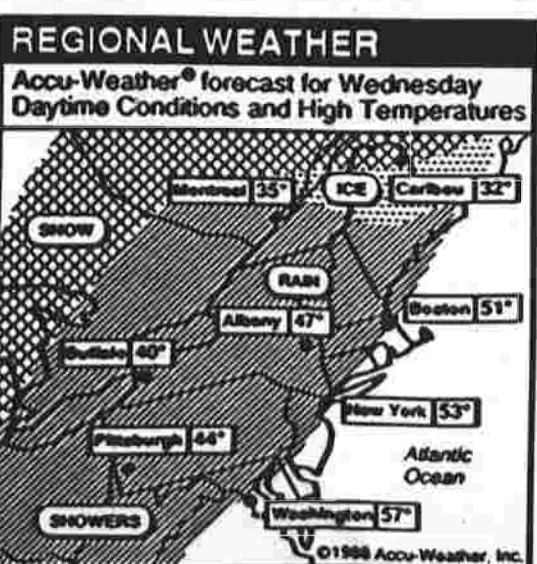 REGIONAL WEATHER
Accu-Weather® forecast for Wednesday
Daytime Conditions and High Temperatures
Montreal 35°
ICE
Caribou 32°
SNOW
RAIN
Albany 47°
Boston 51°
Buffalo 40°
New York 53°
Pittsburgh 44°
Atlantic
Ocean
SHOWERS
Washington 57°
©1988 Accu-Weather, Inc.